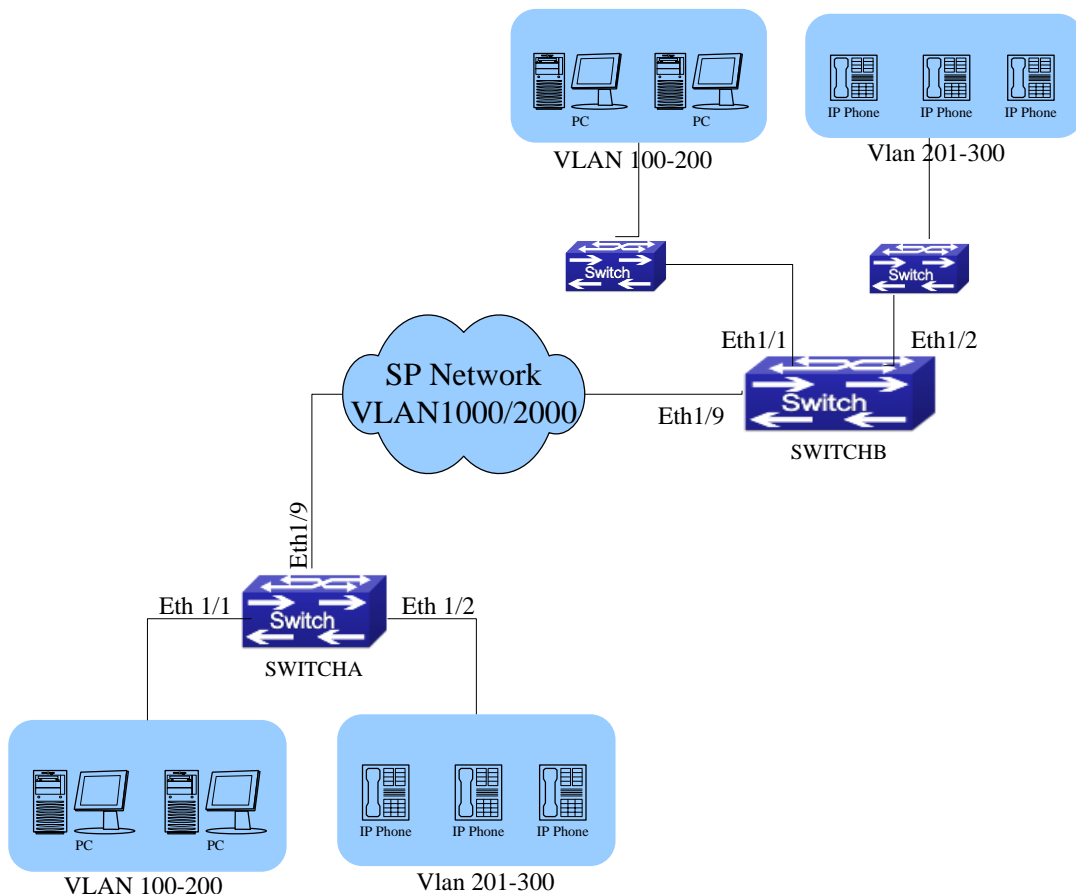 PC PC
IP Phone IP Phone IP Phone
VLAN 100-200
Vlan 201-300
Switch
Switch
Eth1/1
Eth1/2
SP Network
VLAN1000/2000
Eth1/9
Switch
SWITCHB
Eth1/9
Eth 1/1
Switch
Eth 1/2
SWITCHA
PC PC
IP Phone IP Phone IP Phone
VLAN 100-200
Vlan 201-300